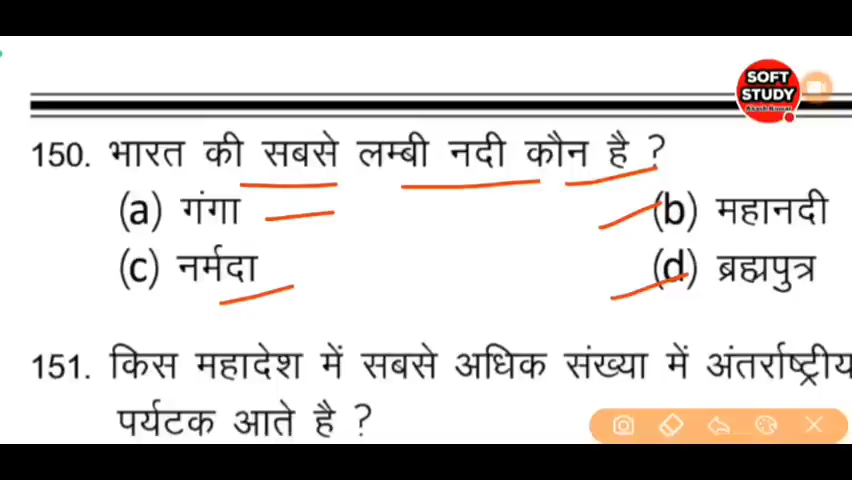 SOFT
STUDY
150. भारत की सबसे लम्बी नदी कौन है ?
(a) गंगा (b) महानदी
(c) नर्मदा (d) ब्रह्मपुत्र
151. किस महादेश में सबसे अधिक संख्या में अंतर्राष्ट्रीय
पर्यटक आते है ?